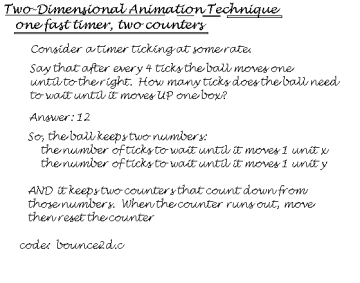 Two-Dimensional Animation Technique
one fast timer, two counters
Consider a timer ticking at some rate.
Say that after every 4 ticks the ball moves one
unit to the right. How many ticks does the ball need
to wait until it moves UP one box?
Answer: 12
So, the ball keeps two numbers:
the number of ticks to wait until it moves 1 unit x
the number of ticks to wait until it moves 1 unit y
AND it keeps two counters that count down from
those numbers. When the counter runs out, move
then reset the counter
code: bounce2d.c